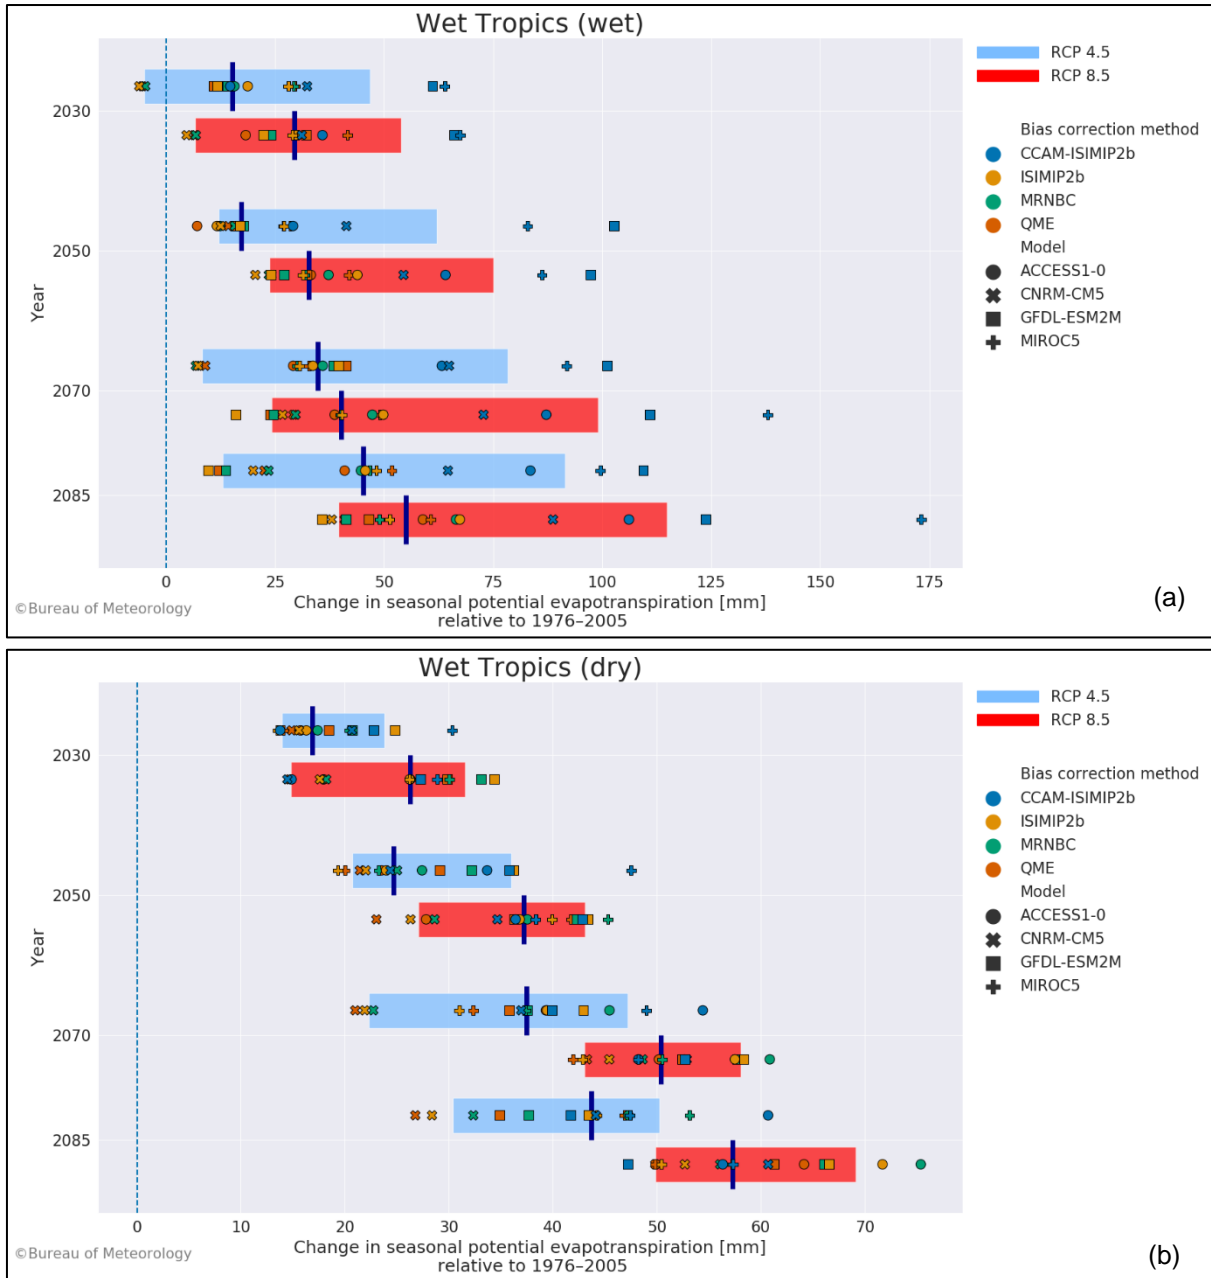 Wet Tropics (wet)
RCP 4.5
RCP 8.5
Bias correction method
CCAM-ISIMIP2b
ISIMIP2b
MRNBC
QME
Model
ACCESS1-0
CNRM-CM5
GFDL-ESM2M
MIROC5
Year
2030
2050
2070
2085
0 25 50 75 100 125 150 175
Change in seasonal potential evapotranspiration [mm]
relative to 1976–2005
©Bureau of Meteorology
(a)
Wet Tropics (dry)
RCP 4.5
RCP 8.5
Bias correction method
CCAM-ISIMIP2b
ISIMIP2b
MRNBC
QME
Model
ACCESS1-0
CNRM-CM5
GFDL-ESM2M
MIROC5
Year
2030
2050
2070
2085
0 10 20 30 40 50 60 70
Change in seasonal potential evapotranspiration [mm]
relative to 1976–2005
©Bureau of Meteorology
(b)